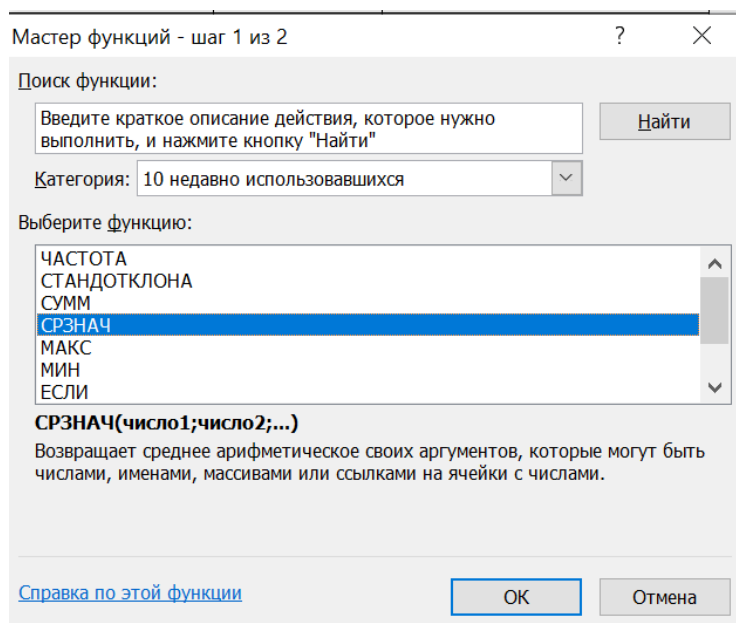 Мастер функций - шаг 1 из 2 ?
Поиск функции:
Введите краткое описание действия, которое нужно
выполнить, и нажмите кнопку "Найти"
Найти
Категория: 10 недавно использовавшихся
Выберите функцию:
ЧАСТОТА
СТАНДОТКЛОНА
СУММ
СРЗНАЧ
МАКС
МИН
ЕСЛИ
СРЗНАЧ(число1;число2;...)
Возвращает среднее арифметическое своих аргументов, которые могут быть
числами, именами, массивами или ссылками на ячейки с числами.
Справка по этой функции
ОК
Отмена